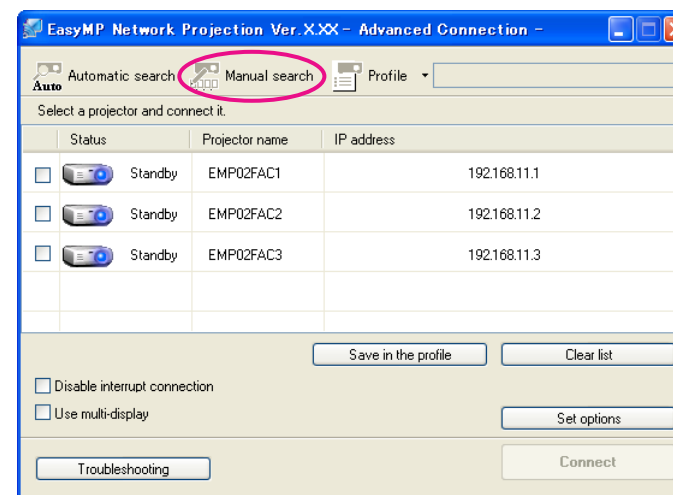 EasyMP Network Projection Ver.X.XX - Advanced Connection -
Auto Automatic search Manual search Profile
Select a projector and connect it.
Status Projector name IP address
Standby EMP02FAC1 192.168.11.1
Standby EMP02FAC2 192.168.11.2
Standby EMP02FAC3 192.168.11.3
Save in the profile Clear list
Disable interrupt connection
Use multi-display Set options
Troubleshooting Connect